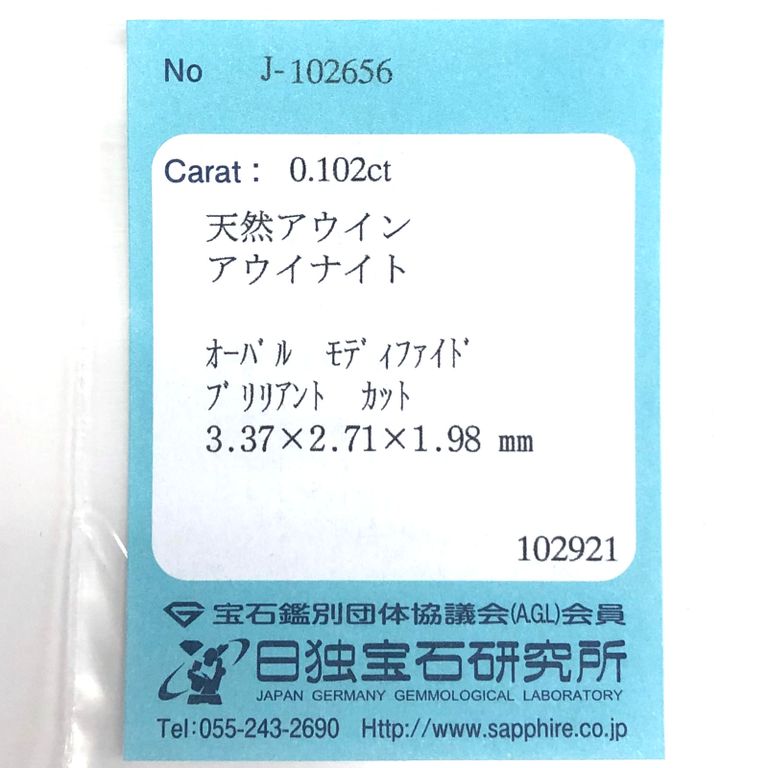 No J-102656
Carat : 0.102ct
天然アウイン
アウイナイト
ｵｰﾊﾞﾙ ﾓﾃﾞｨﾌｧｲﾄﾞ
ﾌﾞﾘﾘｱﾝﾄ ｶｯﾄ
3.37×2.71×1.98 mm
102921
宝石鑑別団体協議会(A.G.L)会員
日独宝石研究所
JAPAN GERMANY GEMMOLOGICAL LABORATORY
Tel:055-243-2690 Http://www.sapphire.co.jp